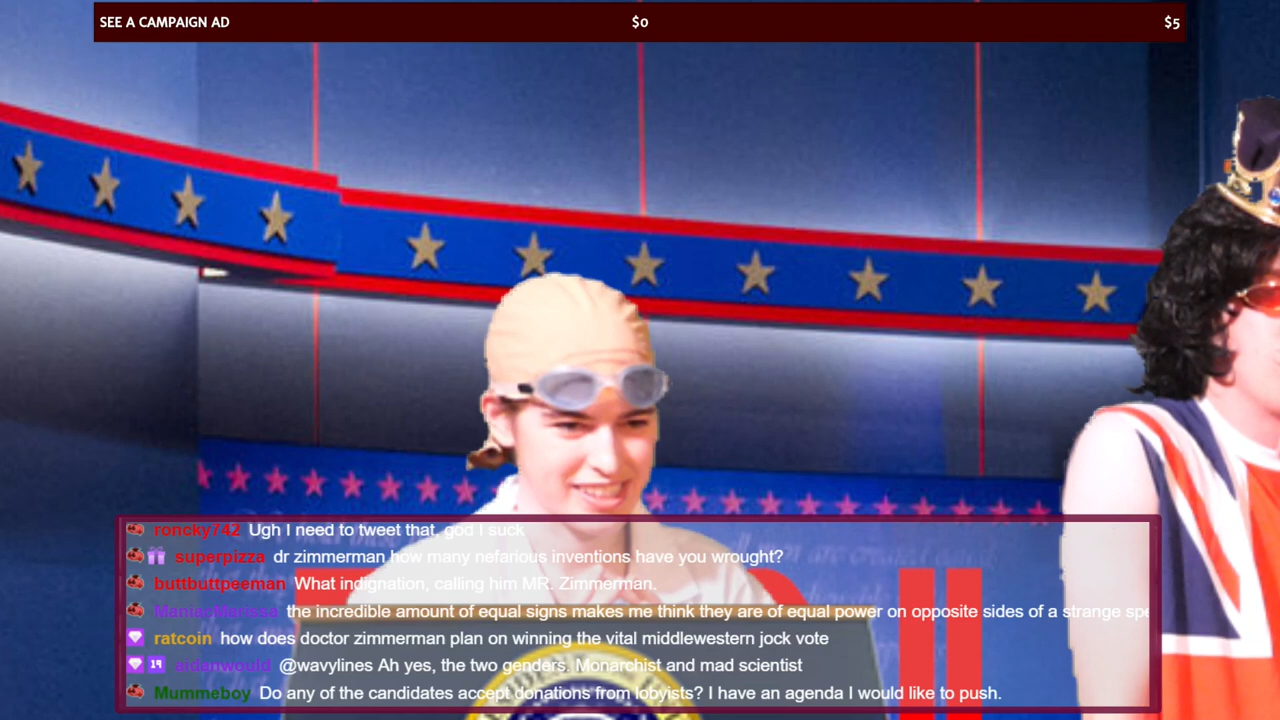 SEE A CAMPAIGN AD $0 $5
roncky742 Ugh I need to tweet that, god I suck
superpizza dr zimmerman how many nefarious inventions have you wrought?
buttbuttpeeman What indignation, calling him MR. Zimmerman.
ManiacMarissa the incredible amount of equal signs makes me think they are of equal power on opposite sides of a strange spe
ratcoin how does doctor zimmerman plan on winning the vital middlewestern jock vote
14 aidanwould @wavylines Ah yes, the two genders. Monarchist and mad scientist
Mummeboy Do any of the candidates accept donations from lobyists? I have an agenda I would like to push.